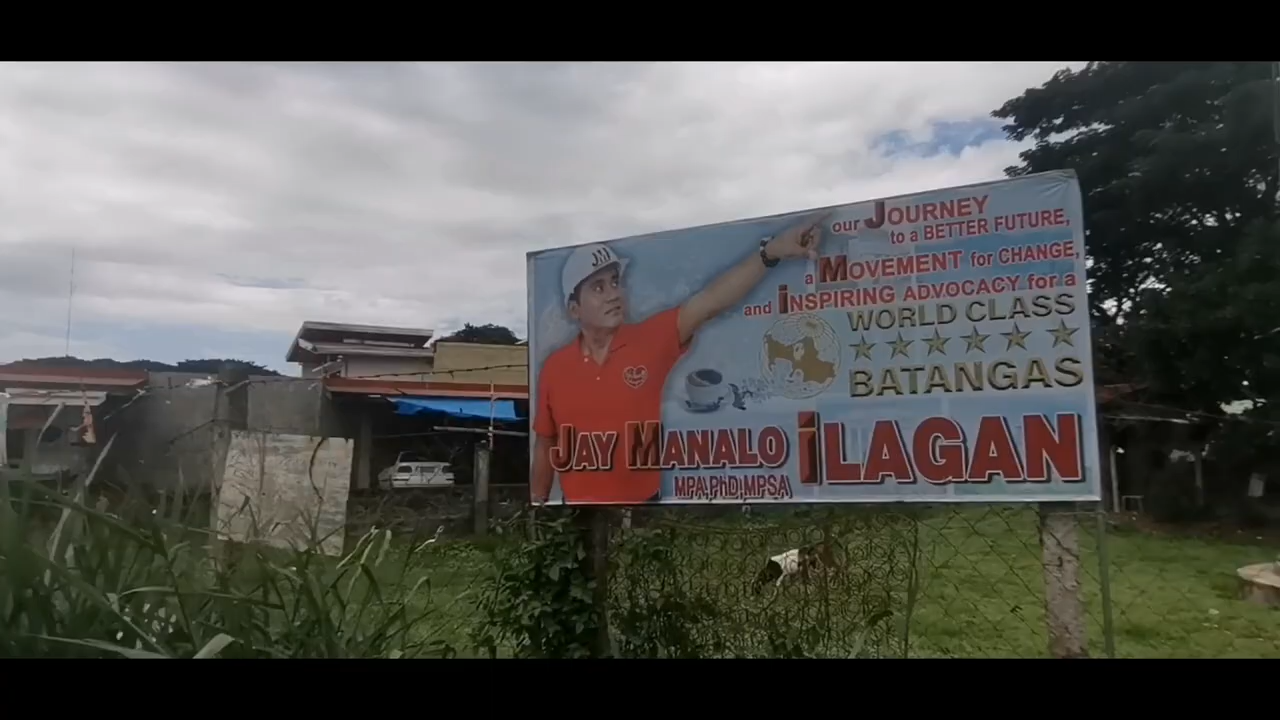 JM
our JOURNEY
to a BETTER FUTURE,
a MOVEMENT for CHANGE,
and iNSPIRING ADVOCACY for a
WORLD CLASS
BATANGAS
JAY MANALO iLAGAN
MPA,PhD,MPSA